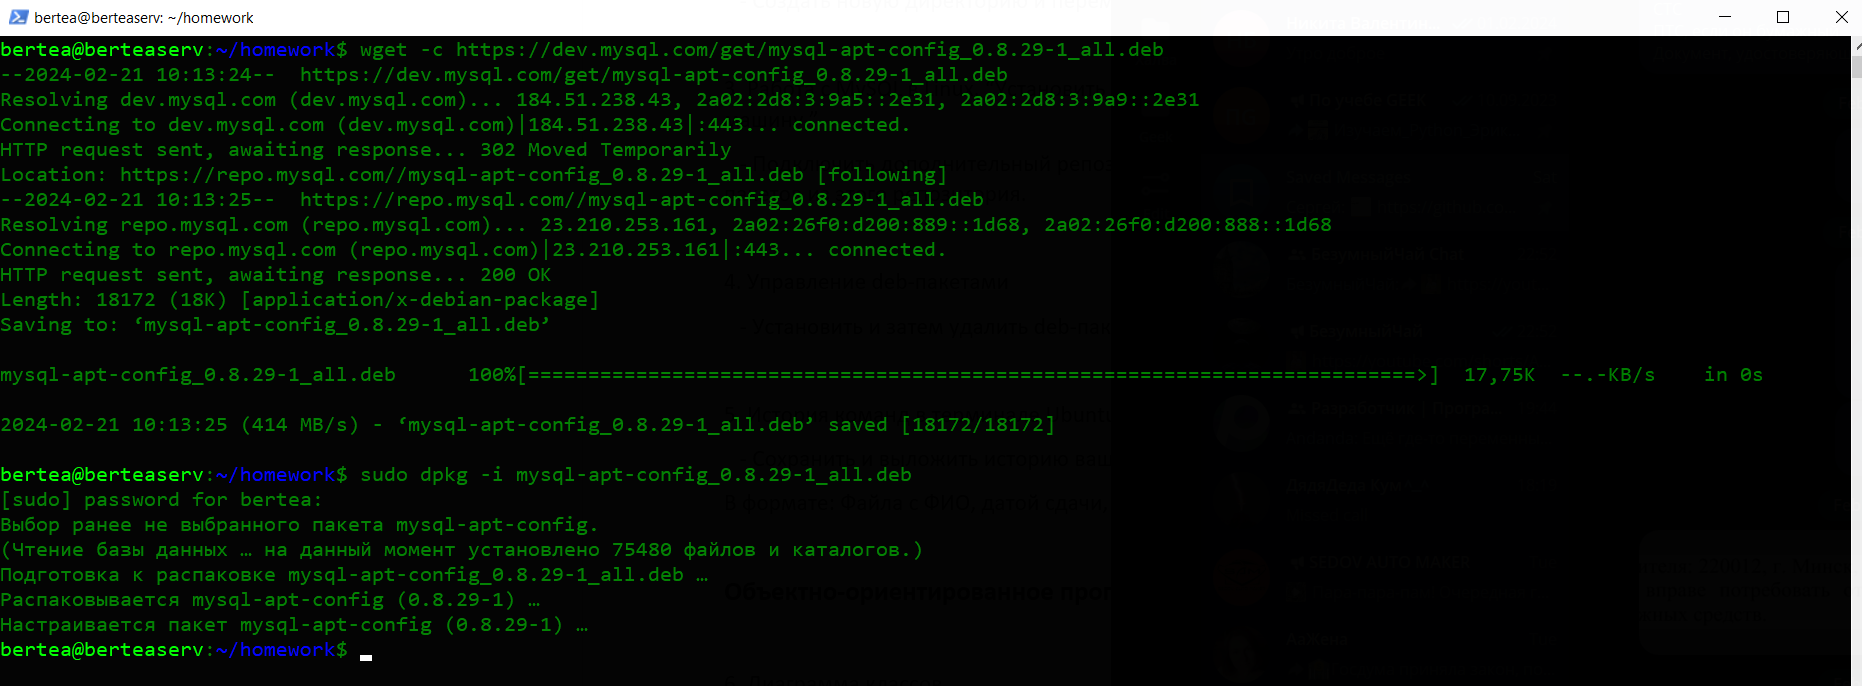 bertea@berteaserv: ~/homework
bertea@berteaserv:~/homework$ wget -c https://dev.mysql.com/get/mysql-apt-config_0.8.29-1_all.deb
--2024-02-21 10:13:24--  https://dev.mysql.com/get/mysql-apt-config_0.8.29-1_all.deb
Resolving dev.mysql.com (dev.mysql.com)... 184.51.238.43, 2a02:2d8:3:9a5::2e31, 2a02:2d8:3:9a9::2e31
Connecting to dev.mysql.com (dev.mysql.com)|184.51.238.43|:443... connected.
HTTP request sent, awaiting response... 302 Moved Temporarily
Location: https://repo.mysql.com//mysql-apt-config_0.8.29-1_all.deb [following]
--2024-02-21 10:13:25--  https://repo.mysql.com//mysql-apt-config_0.8.29-1_all.deb
Resolving repo.mysql.com (repo.mysql.com)... 23.210.253.161, 2a02:26f0:d200:889::1d68, 2a02:26f0:d200:888::1d68
Connecting to repo.mysql.com (repo.mysql.com)|23.210.253.161|:443... connected.
HTTP request sent, awaiting response... 200 OK
Length: 18172 (18K) [application/x-debian-package]
Saving to: ‘mysql-apt-config_0.8.29-1_all.deb’
mysql-apt-config_0.8.29-1_all.deb      100%[==========================================================================>]  17,75K  --.-KB/s    in 0s
2024-02-21 10:13:25 (414 MB/s) - ‘mysql-apt-config_0.8.29-1_all.deb’ saved [18172/18172]
bertea@berteaserv:~/homework$ sudo dpkg -i mysql-apt-config_0.8.29-1_all.deb
[sudo] password for bertea:
Выбор ранее не выбранного пакета mysql-apt-config.
(Чтение базы данных … на данный момент установлено 75480 файлов и каталогов.)
Подготовка к распаковке mysql-apt-config_0.8.29-1_all.deb …
Распаковывается mysql-apt-config (0.8.29-1) …
Настраивается пакет mysql-apt-config (0.8.29-1) …
bertea@berteaserv:~/homework$